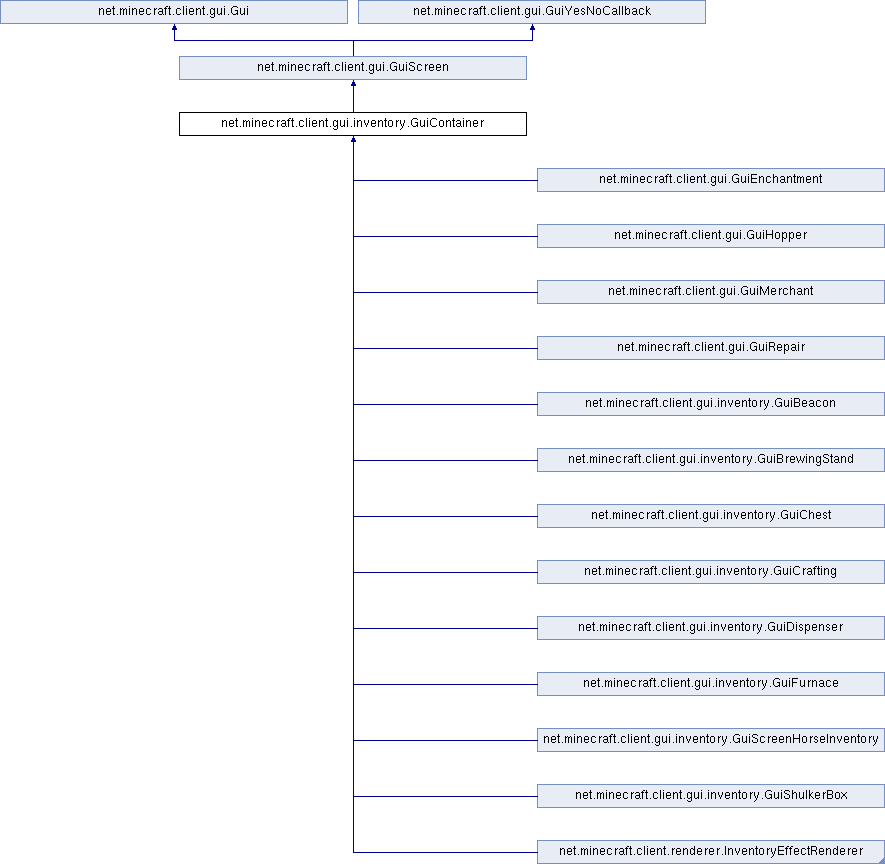 net.minecraft.client.gui.Gui
net.minecraft.client.gui.GuiYesNoCallback
net.minecraft.client.gui.GuiScreen
net.minecraft.client.gui.inventory.GuiContainer
net.minecraft.client.gui.GuiEnchantment
net.minecraft.client.gui.GuiHopper
net.minecraft.client.gui.GuiMerchant
net.minecraft.client.gui.GuiRepair
net.minecraft.client.gui.inventory.GuiBeacon
net.minecraft.client.gui.inventory.GuiBrewingStand
net.minecraft.client.gui.inventory.GuiChest
net.minecraft.client.gui.inventory.GuiCrafting
net.minecraft.client.gui.inventory.GuiDispenser
net.minecraft.client.gui.inventory.GuiFurnace
net.minecraft.client.gui.inventory.GuiScreenHorseInventory
net.minecraft.client.gui.inventory.GuiShulkerBox
net.minecraft.client.renderer.InventoryEffectRenderer